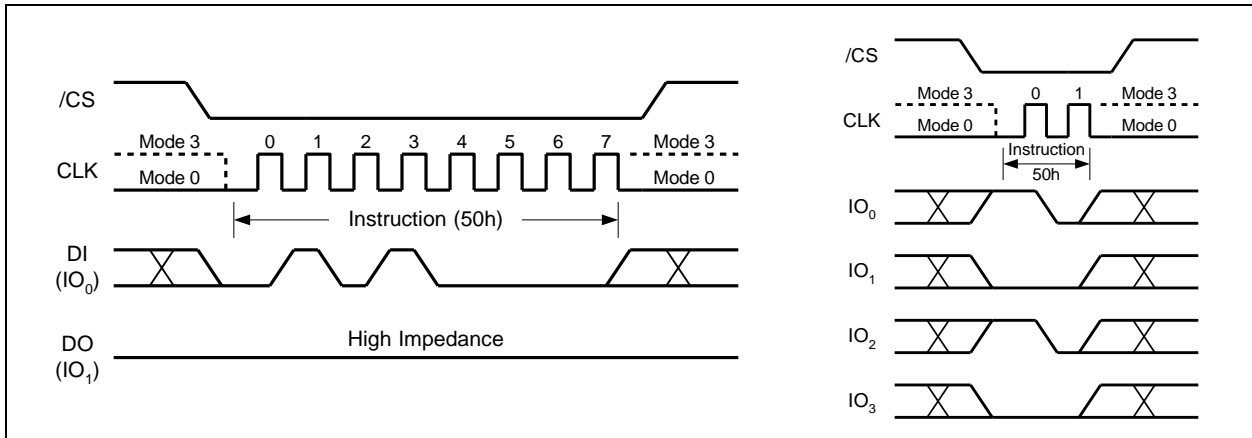 /CS
Mode 3 0 1 2 3 4 5 6 7 Mode 3
CLK
Mode 0 Mode 0
Instruction (50h)
DI
(IO0)
High Impedance
DO
(IO1)
/CS
Mode 3 0 1 Mode 3
CLK
Mode 0 Mode 0
Instruction
50h
IO0
IO1
IO2
IO3